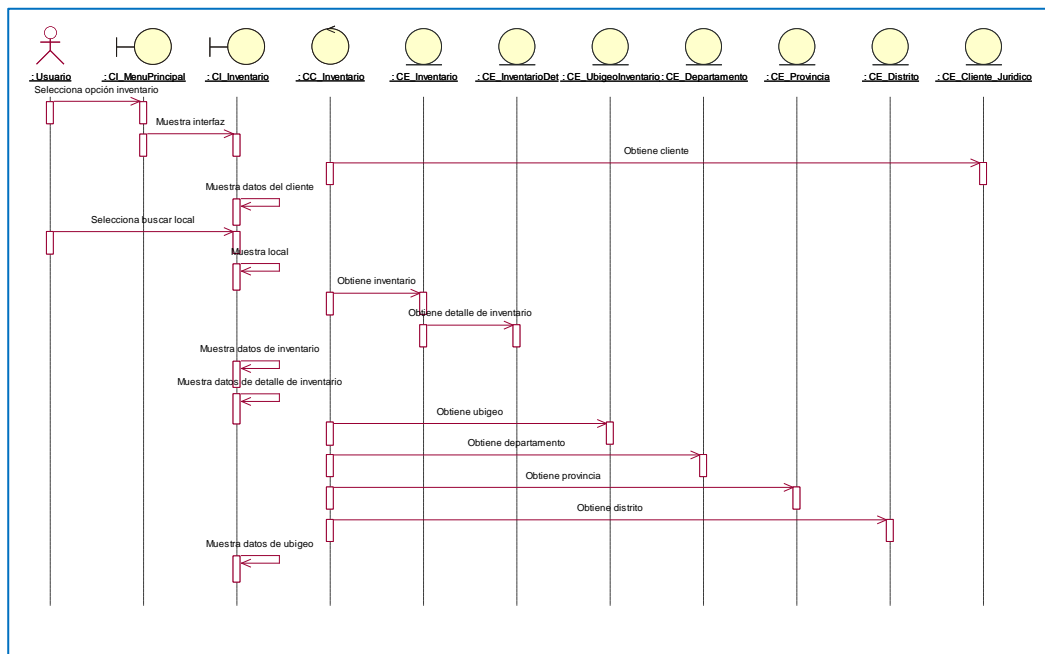 : Usuario
: CI_MenuPrincipal
: CI_Inventario
: CC_Inventario
: CE_Inventario
: CE_InventarioDet
: CE_UbigeoInventario
: CE_Departamento
: CE_Provincia
: CE_Distrito
: CE_Cliente_Juridico
Selecciona opción inventario
Muestra interfaz
Obtiene cliente
Muestra datos del cliente
Selecciona buscar local
Muestra local
Obtiene inventario
Obtiene detalle de inventario
Muestra datos de inventario
Muestra datos de detalle de inventario
Obtiene ubigeo
Obtiene departamento
Obtiene provincia
Obtiene distrito
Muestra datos de ubigeo